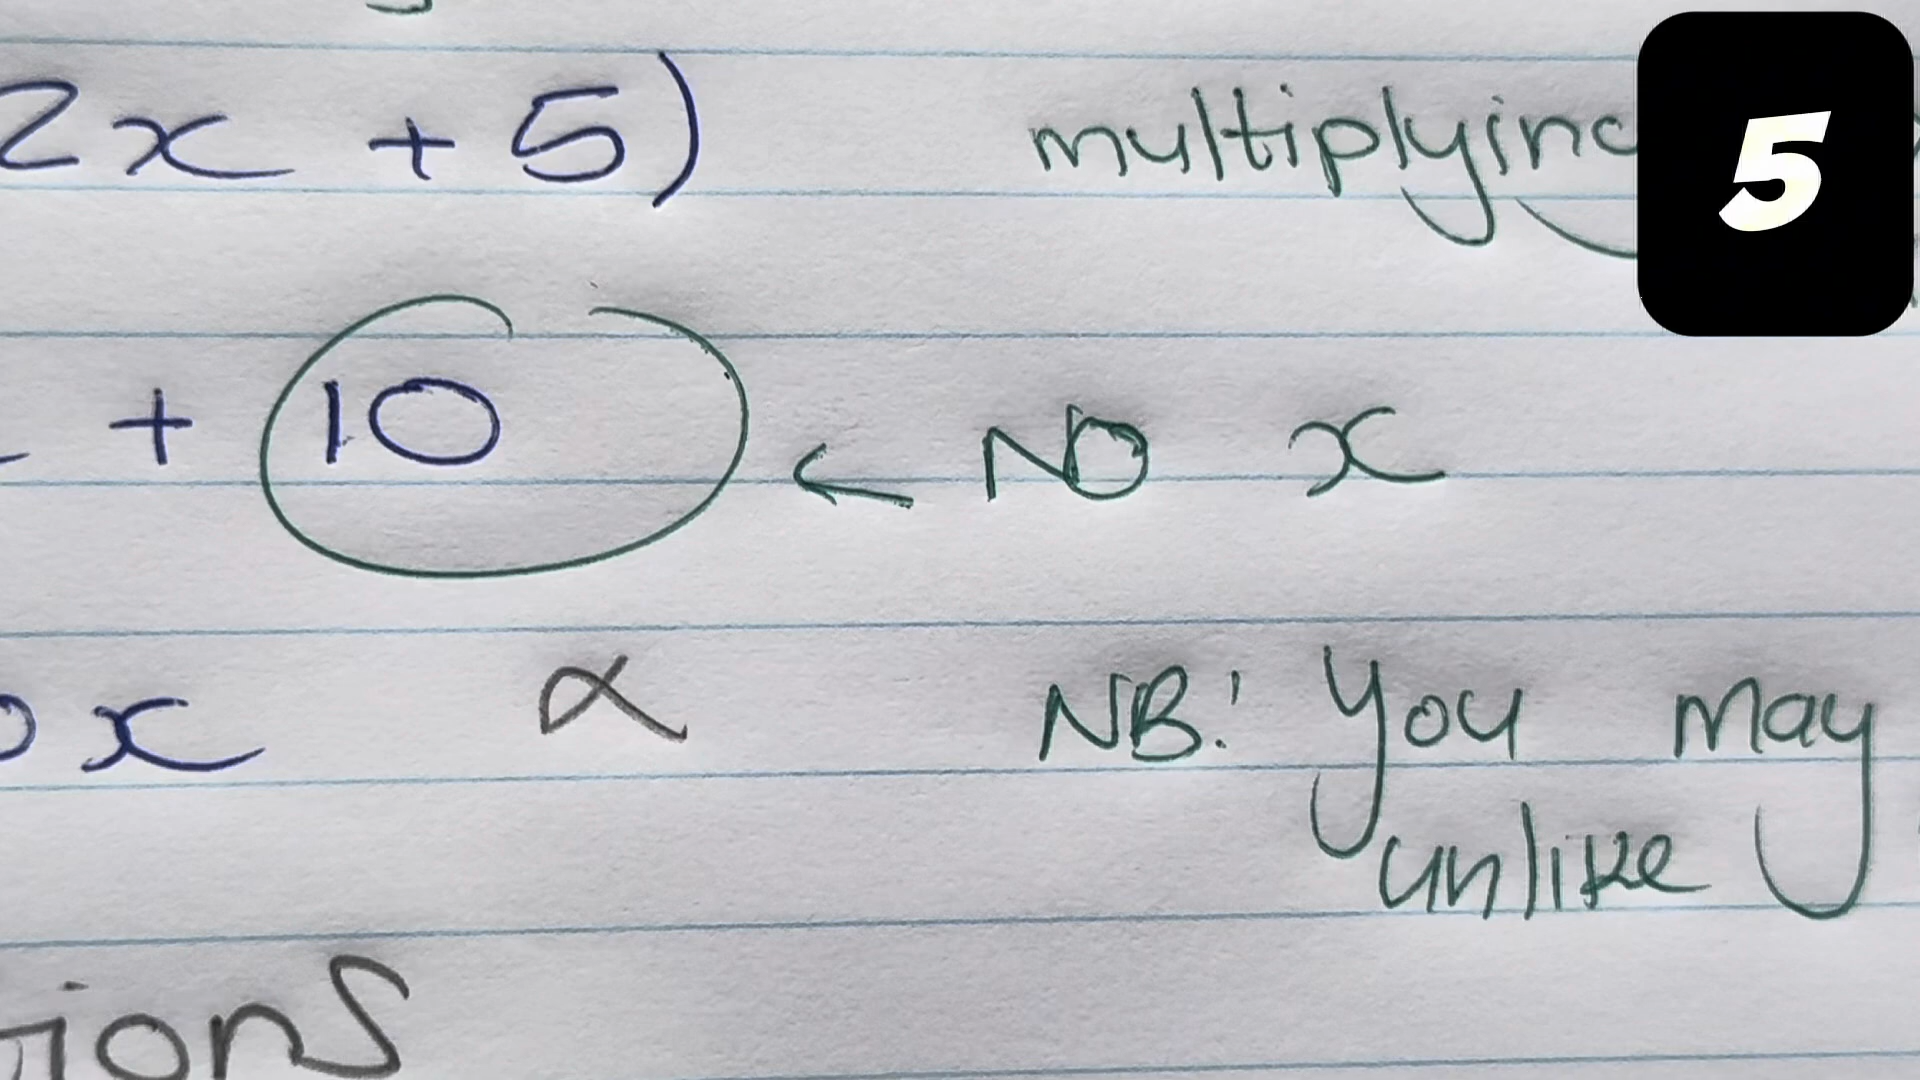 2x + 5)
multiplying
5
+ 10 ← NO x
x
α
NB! You may
unlike
ions